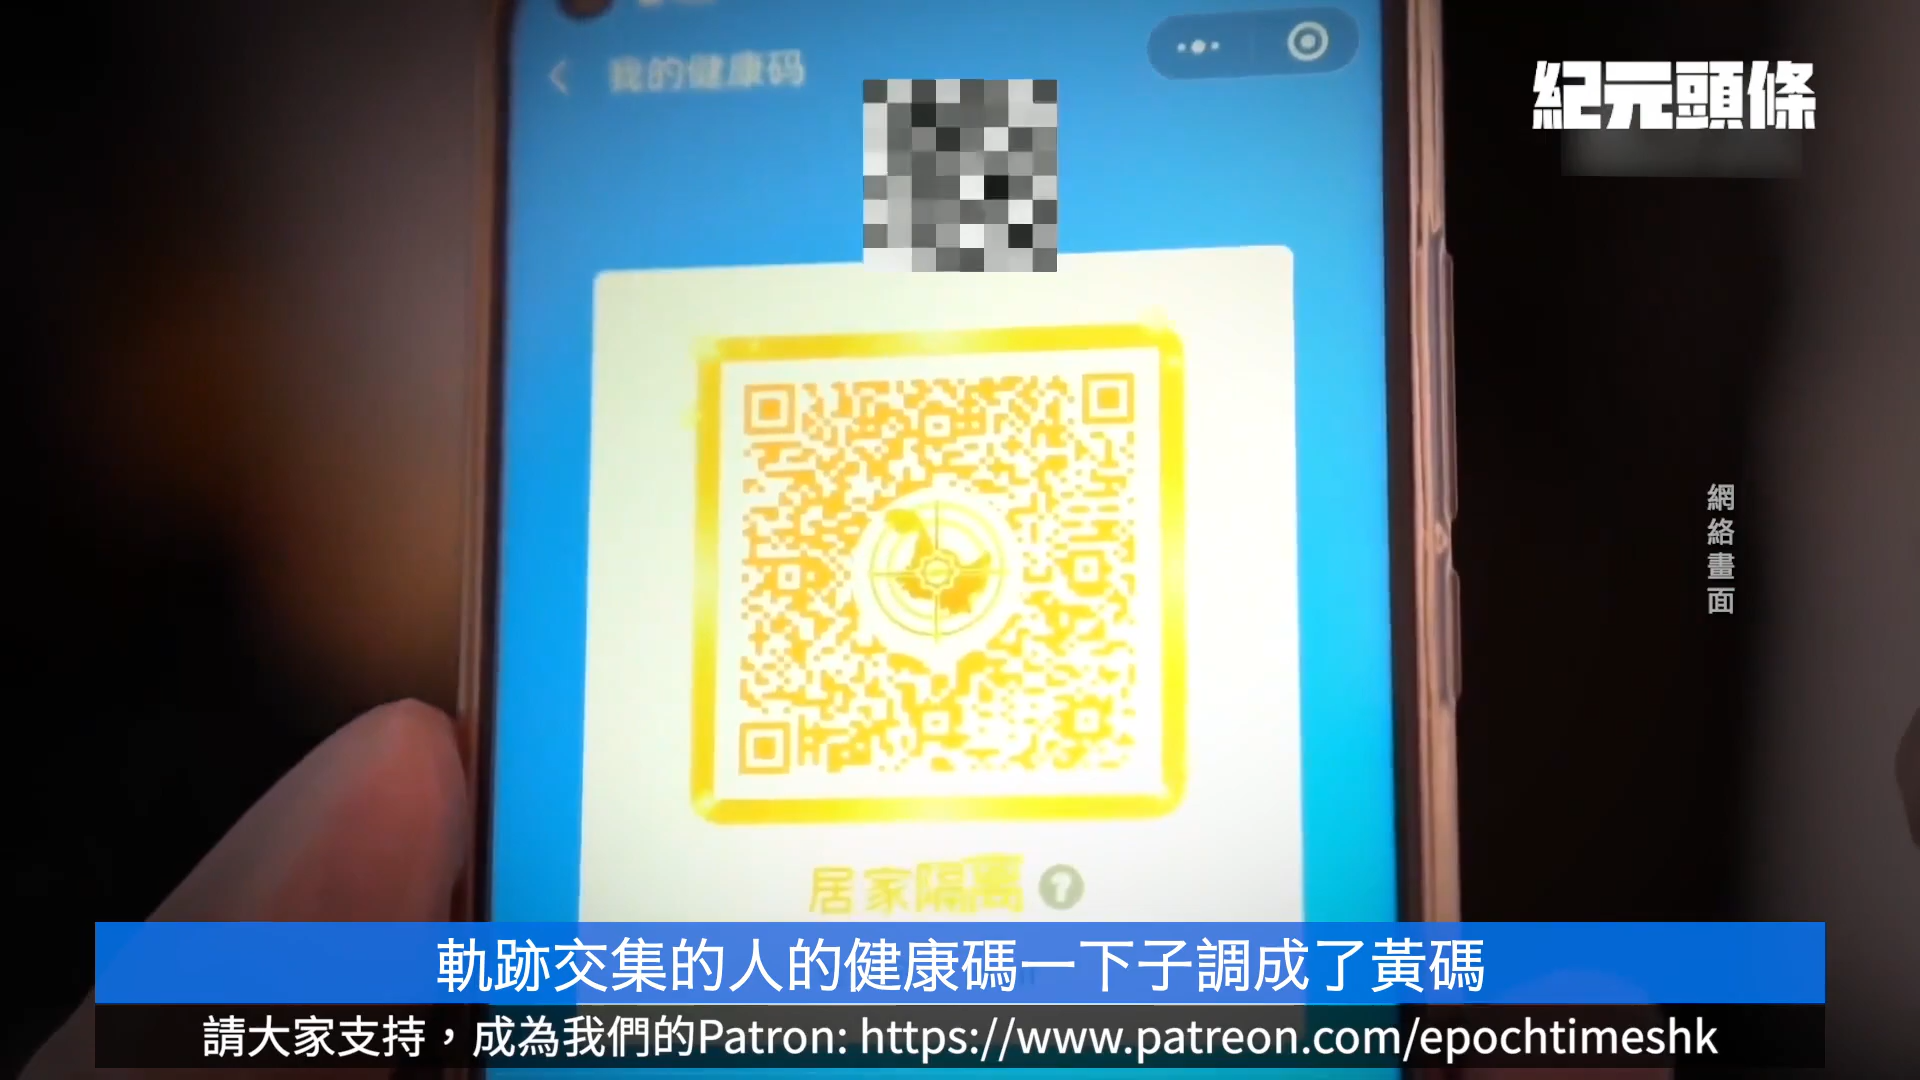 我的健康码
紀元頭條
網絡畫面
居家隔离
軌跡交集的人的健康碼一下子調成了黃碼
請大家支持，成為我們的Patron: https://www.patreon.com/epochtimeshk